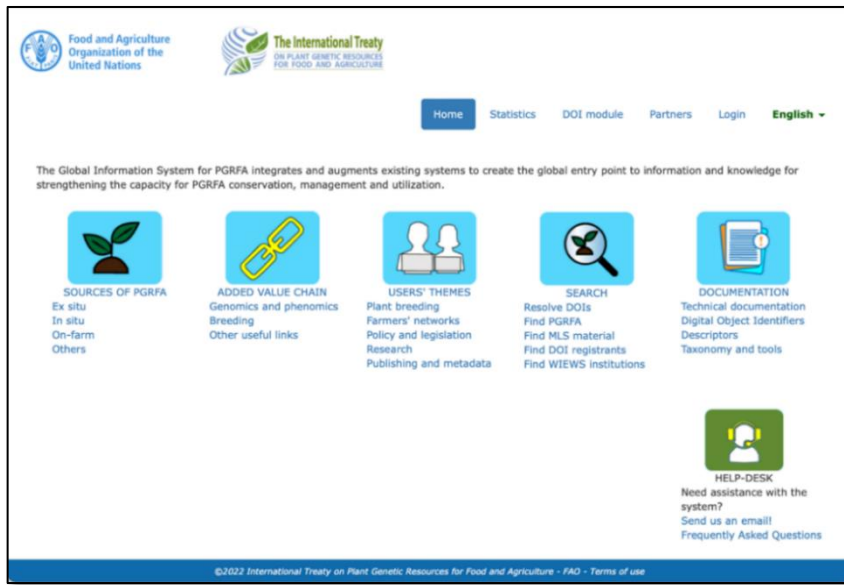 Food and Agriculture
Organization of the
United Nations
The International Treaty
ON PLANT GENETIC RESOURCES
FOR FOOD AND AGRICULTURE
Home Statistics DOI module Partners Login English
The Global Information System for PGRFA integrates and augments existing systems to create the global entry point to information and knowledge for
strengthening the capacity for PGRFA conservation, management and utilization.
SOURCES OF PGRFA
Ex situ
In situ
On-farm
Others
ADDED VALUE CHAIN
Genomics and phenomics
Breeding
Other useful links
USERS' THEMES
Plant breeding
Farmers' networks
Policy and legislation
Research
Publishing and metadata
SEARCH
Resolve DOIs
Find PGRFA
Find MLS material
Find DOI registrants
Find WIEWS institutions
DOCUMENTATION
Technical documentation
Digital Object Identifiers
Descriptors
Taxonomy and tools
HELP-DESK
Need assistance with the
system?
Send us an email!
Frequently Asked Questions
©2022 International Treaty on Plant Genetic Resources for Food and Agriculture - FAO - Terms of use